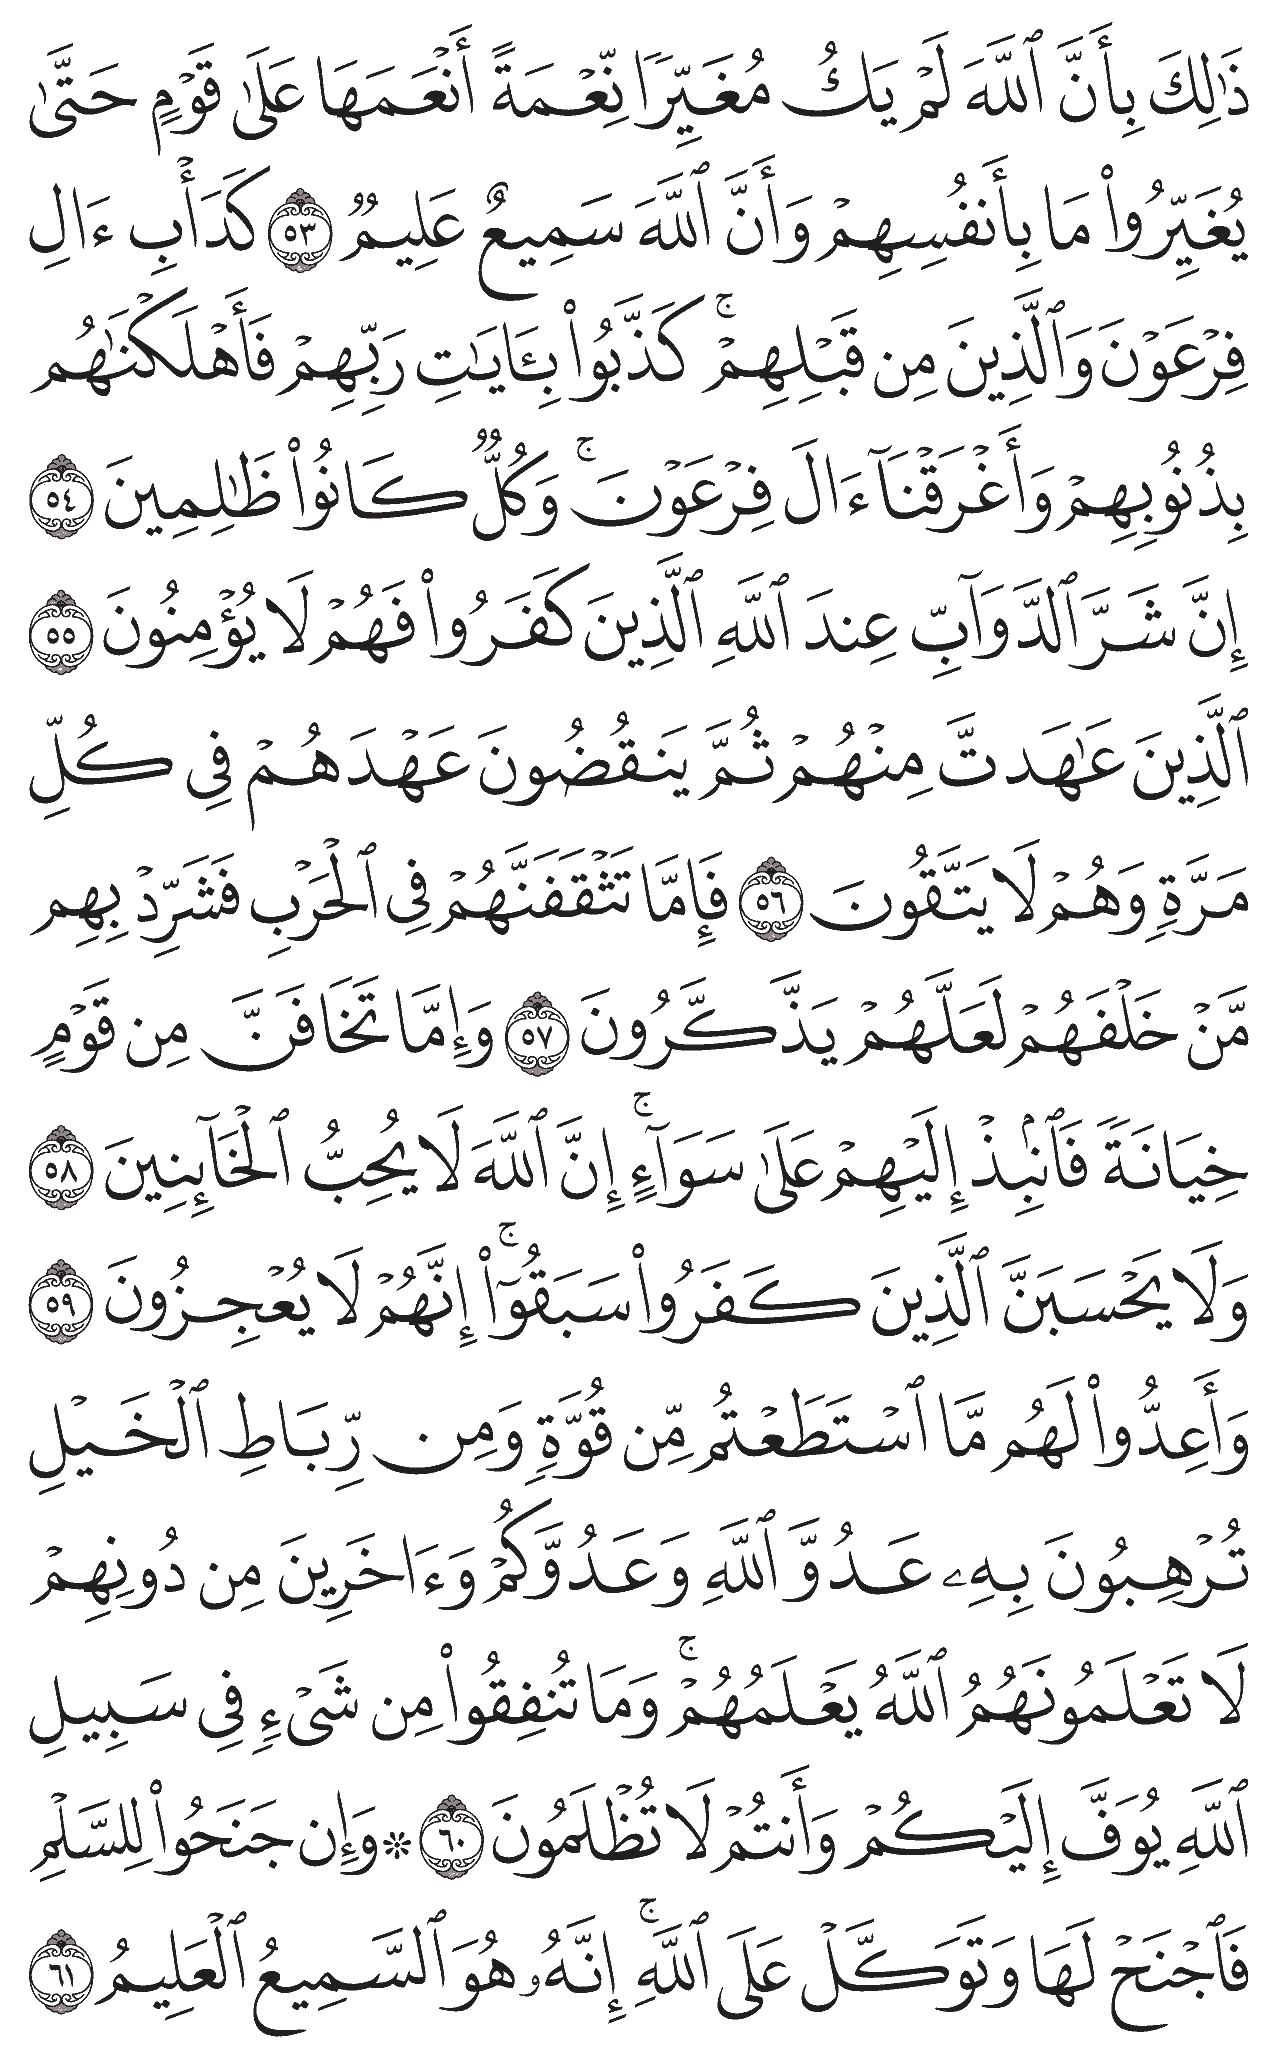 ذَٰلِكَ بِأَنَّ ٱللَّهَ لَمۡ يَكُ مُغَيِّرٗا نِّعۡمَةً أَنۡعَمَهَا عَلَىٰ قَوۡمٍ حَتَّىٰ
يُغَيِّرُواْ مَا بِأَنفُسِهِمۡ وَأَنَّ ٱللَّهَ سَمِيعٌ عَلِيمٞ ٥٣ كَدَأۡبِ ءَالِ
فِرۡعَوۡنَ وَٱلَّذِينَ مِن قَبۡلِهِمۡۚ كَذَّبُواْ بِـَٔايَٰتِ رَبِّهِمۡ فَأَهۡلَكۡنَٰهُم
بِذُنُوبِهِمۡ وَأَغۡرَقۡنَآ ءَالَ فِرۡعَوۡنَۚ وَكُلّٞ كَانُواْ ظَٰلِمِينَ ٥٤
إِنَّ شَرَّ ٱلدَّوَآبِّ عِندَ ٱللَّهِ ٱلَّذِينَ كَفَرُواْ فَهُمۡ لَا يُؤۡمِنُونَ ٥٥
ٱلَّذِينَ عَٰهَدتَّ مِنۡهُمۡ ثُمَّ يَنقُضُونَ عَهۡدَهُمۡ فِي كُلِّ
مَرَّةٖ وَهُمۡ لَا يَتَّقُونَ ٥٦ فَإِمَّا تَثۡقَفَنَّهُمۡ فِي ٱلۡحَرۡبِ فَشَرِّدۡ بِهِم
مَّنۡ خَلۡفَهُمۡ لَعَلَّهُمۡ يَذَّكَّرُونَ ٥٧ وَإِمَّا تَخَافَنَّ مِن قَوۡمٍ
خِيَانَةٗ فَٱنۢبِذۡ إِلَيۡهِمۡ عَلَىٰ سَوَآءٍۚ إِنَّ ٱللَّهَ لَا يُحِبُّ ٱلۡخَآئِنِينَ ٥٨
وَلَا يَحۡسَبَنَّ ٱلَّذِينَ كَفَرُواْ سَبَقُوٓاْۚ إِنَّهُمۡ لَا يُعۡجِزُونَ ٥٩
وَأَعِدُّواْ لَهُم مَّا ٱسۡتَطَعۡتُم مِّن قُوَّةٖ وَمِن رِّبَاطِ ٱلۡخَيۡلِ
تُرۡهِبُونَ بِهِۦ عَدُوَّ ٱللَّهِ وَعَدُوَّكُمۡ وَءَاخَرِينَ مِن دُونِهِمۡ
لَا تَعۡلَمُونَهُمُ ٱللَّهُ يَعۡلَمُهُمۡۚ وَمَا تُنفِقُواْ مِن شَيۡءٖ فِي سَبِيلِ
ٱللَّهِ يُوَفَّ إِلَيۡكُمۡ وَأَنتُمۡ لَا تُظۡلَمُونَ ٦٠ ۞ وَإِن جَنَحُواْ لِلسَّلۡمِ
فَٱجۡنَحۡ لَهَا وَتَوَكَّلۡ عَلَى ٱللَّهِۚ إِنَّهُۥ هُوَ ٱلسَّمِيعُ ٱلۡعَلِيمُ ٦١